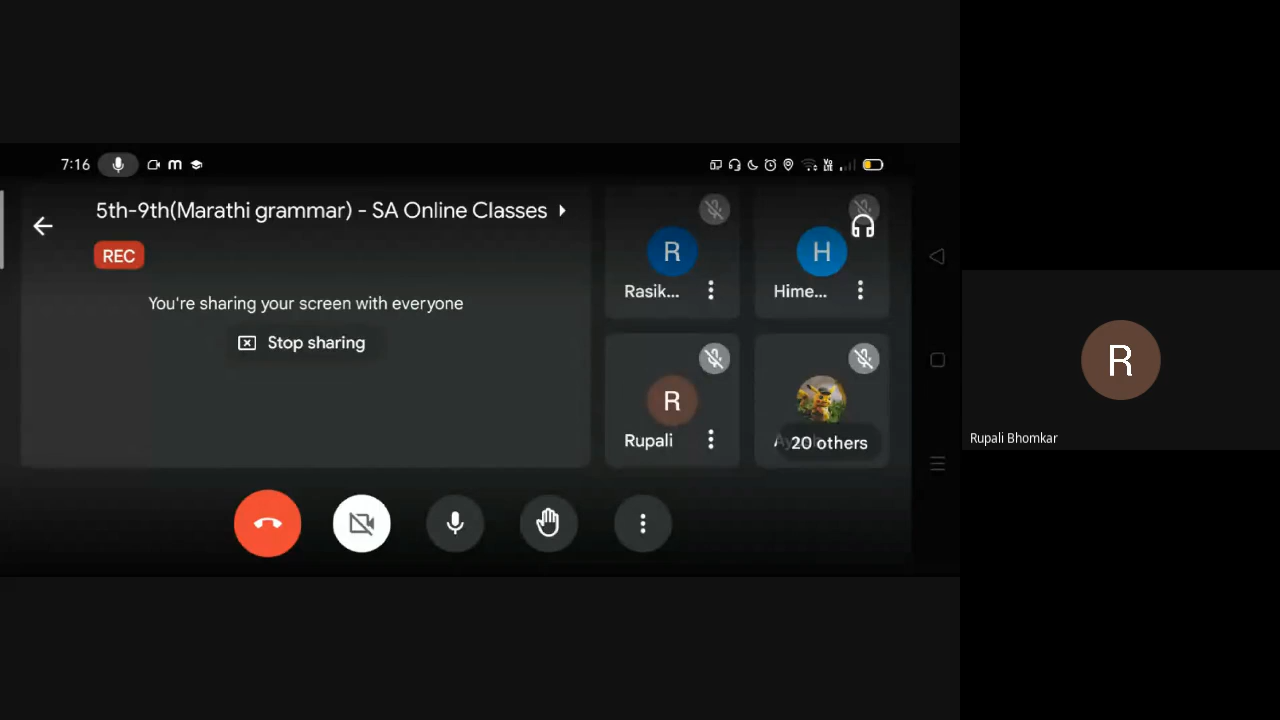 7:16
5th-9th(Marathi grammar) - SA Online Classes
REC
You're sharing your screen with everyone
Stop sharing
R
Rasik...
H
Hime...
R
Rupali
20 others
R
Rupali Bhomkar